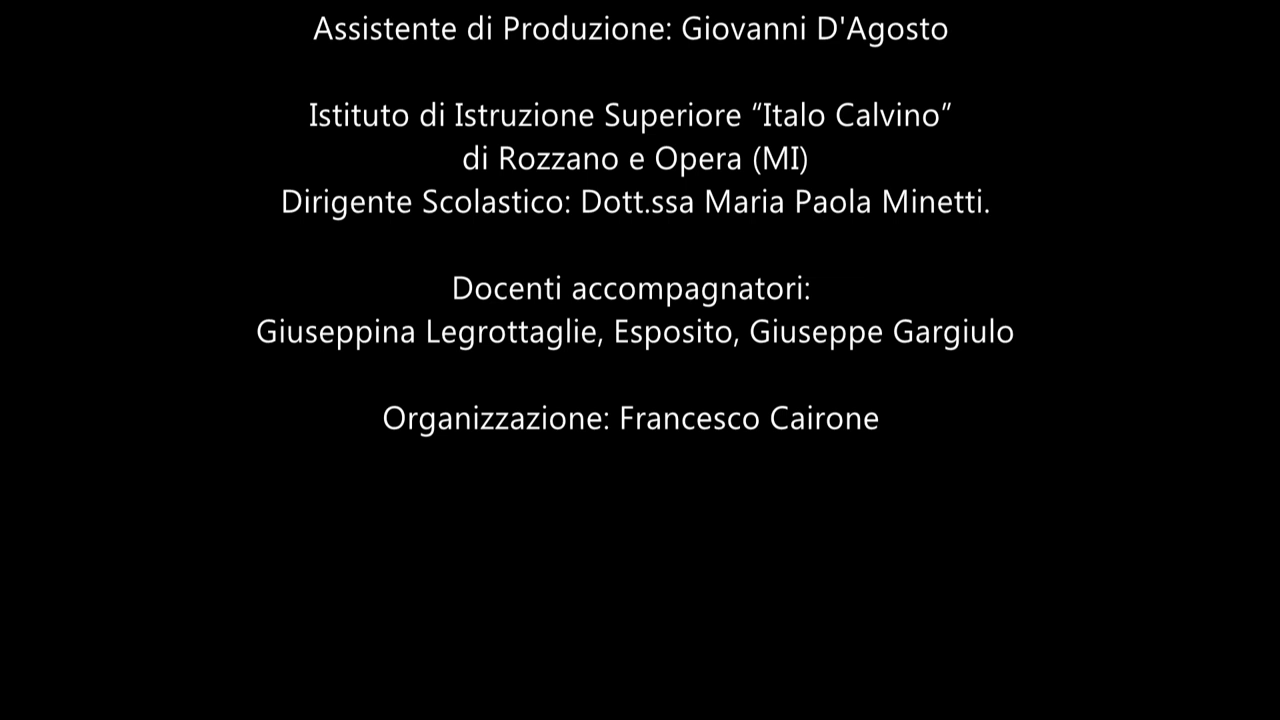 Assistente di Produzione: Giovanni D'Agosto
Istituto di Istruzione Superiore “Italo Calvino”
di Rozzano e Opera (MI)
Dirigente Scolastico: Dott.ssa Maria Paola Minetti.
Docenti accompagnatori:
Giuseppina Legrottaglie, Esposito, Giuseppe Gargiulo
Organizzazione: Francesco Cairone